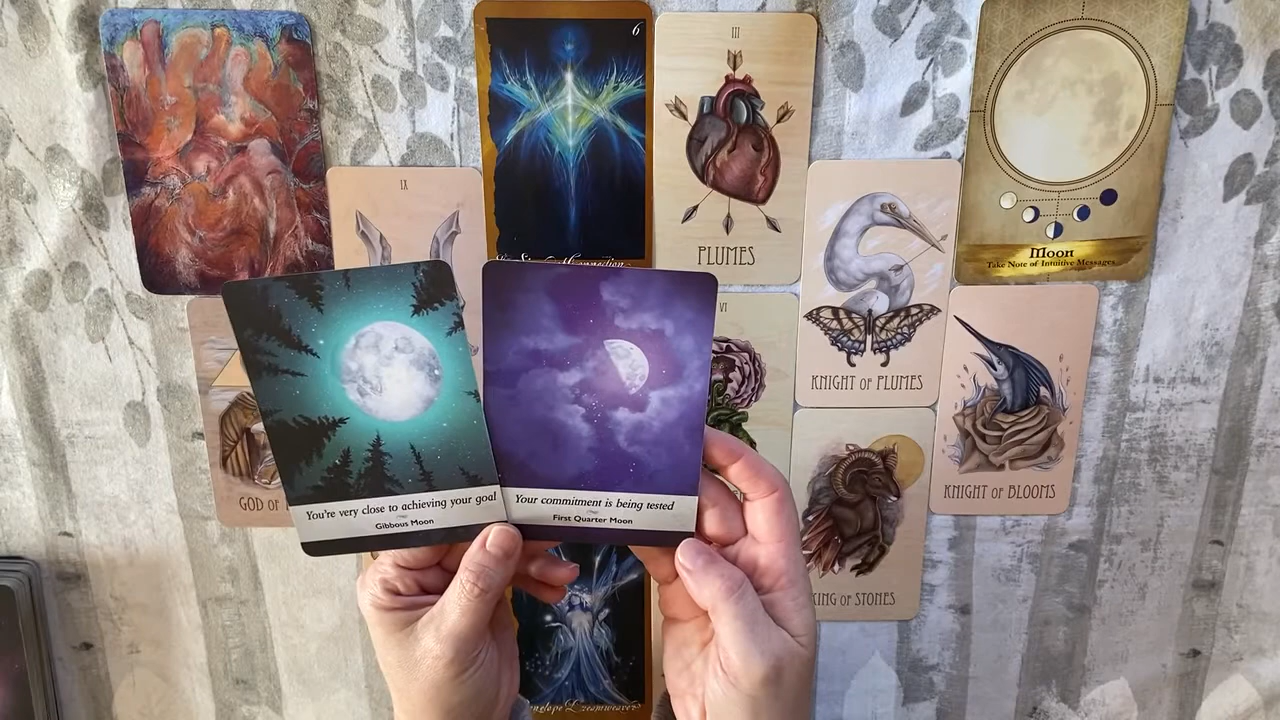 6
III
IX
PLUMES
Moon
Take Note of Intuitive Messages
VI
KNIGHT OF PLUMES
KNIGHT OF BLOOMS
GOD OF
You're very close to achieving your goal
Gibbous Moon
Your commitment is being tested
First Quarter Moon
KING OF STONES
Dreamweaver